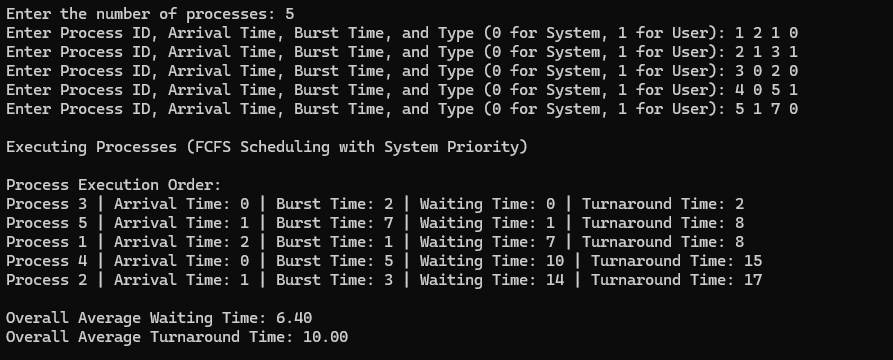 Enter the number of processes: 5
Enter Process ID, Arrival Time, Burst Time, and Type (0 for System, 1 for User): 1 2 1 0
Enter Process ID, Arrival Time, Burst Time, and Type (0 for System, 1 for User): 2 1 3 1
Enter Process ID, Arrival Time, Burst Time, and Type (0 for System, 1 for User): 3 0 2 0
Enter Process ID, Arrival Time, Burst Time, and Type (0 for System, 1 for User): 4 0 5 1
Enter Process ID, Arrival Time, Burst Time, and Type (0 for System, 1 for User): 5 1 7 0
Executing Processes (FCFS Scheduling with System Priority)
Process Execution Order:
Process 3 | Arrival Time: 0 | Burst Time: 2 | Waiting Time: 0 | Turnaround Time: 2
Process 5 | Arrival Time: 1 | Burst Time: 7 | Waiting Time: 1 | Turnaround Time: 8
Process 1 | Arrival Time: 2 | Burst Time: 1 | Waiting Time: 7 | Turnaround Time: 8
Process 4 | Arrival Time: 0 | Burst Time: 5 | Waiting Time: 10 | Turnaround Time: 15
Process 2 | Arrival Time: 1 | Burst Time: 3 | Waiting Time: 14 | Turnaround Time: 17
Overall Average Waiting Time: 6.40
Overall Average Turnaround Time: 10.00